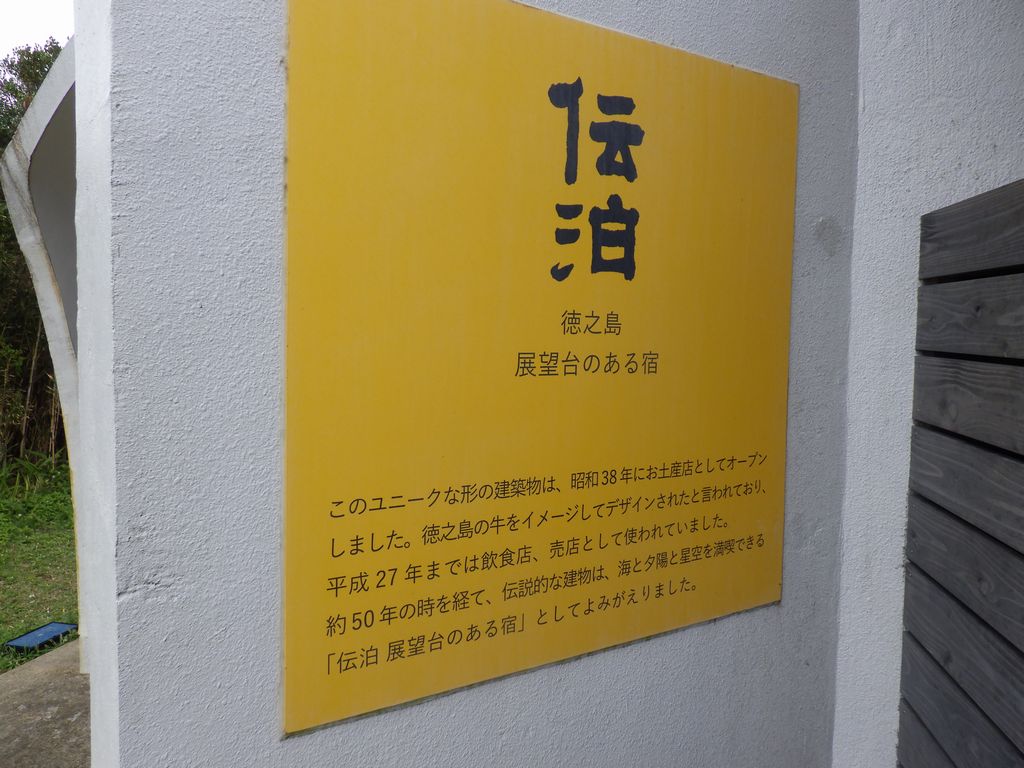 伝
泊
徳之島
展望台のある宿
このユニークな形の建築物は、昭和38年にお土産店としてオープン
しました。徳之島の牛をイメージしてデザインされたと言われており、
平成27年までは飲食店、売店として使われていました。
約50年の時を経て、伝説的な建物は、海と夕陽と星空を満喫できる
「伝泊 展望台のある宿」としてよみがえりました。